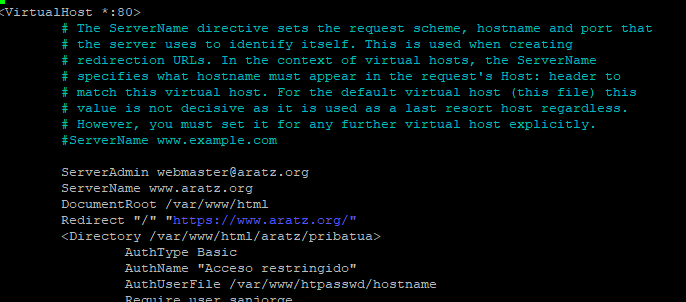 <VirtualHost *:80>
# The ServerName directive sets the request scheme, hostname and port that
# the server uses to identify itself. This is used when creating
# redirection URLs. In the context of virtual hosts, the ServerName
# specifies what hostname must appear in the request's Host: header to
# match this virtual host. For the default virtual host (this file) this
# value is not decisive as it is used as a last resort host regardless.
# However, you must set it for any further virtual host explicitly.
#ServerName www.example.com
ServerAdmin webmaster@aratz.org
ServerName www.aratz.org
DocumentRoot /var/www/html
Redirect "/" "https://www.aratz.org/"
<Directory /var/www/html/aratz/pribatua>
AuthType Basic
AuthName "Acceso restringido"
AuthUserFile /var/www/htpasswd/hostname
Require user sanjorge